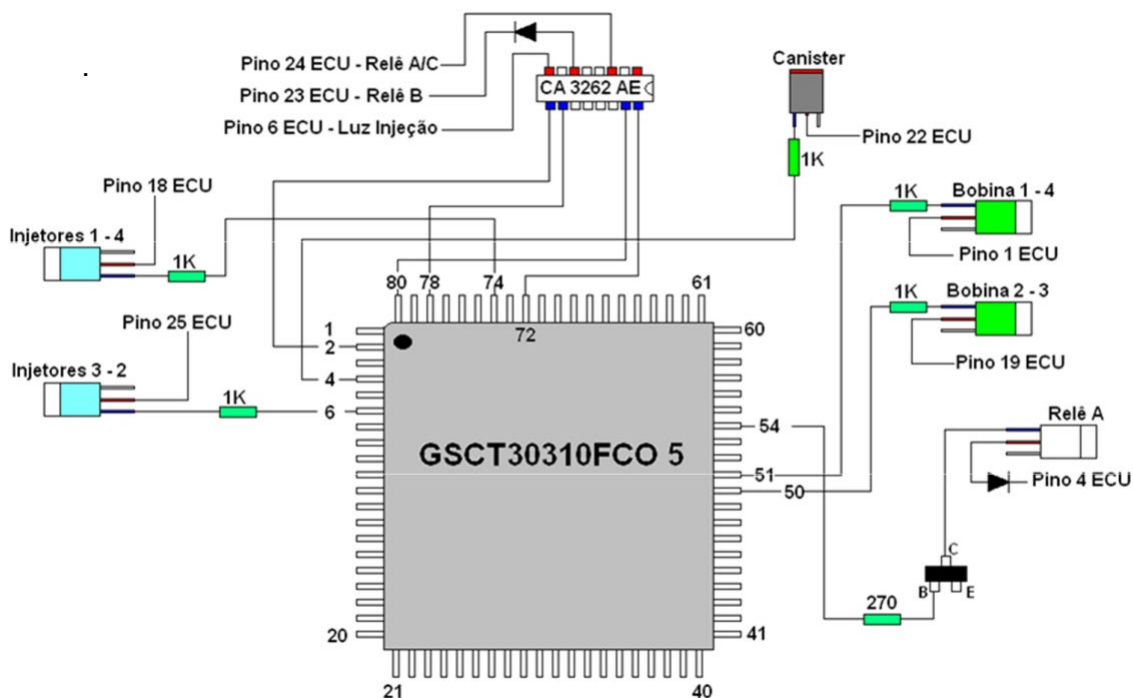 Pino 24 ECU - Relê A/C
Pino 23 ECU - Relê B
Pino 6 ECU - Luz Injeção
CA 3262 AE
Canister
1K
Pino 22 ECU
Pino 18 ECU
Injetores 1 - 4
1K
1K
Bobina 1 - 4
Pino 1 ECU
80
78
74
61
72
1K
Bobina 2 - 3
Pino 19 ECU
Pino 25 ECU
Injetores 3 - 2
1K
1
2
4
6
20
60
54
51
50
41
GSCT30310FCO 5
Relê A
Pino 4 ECU
C
B
E
270
21
40